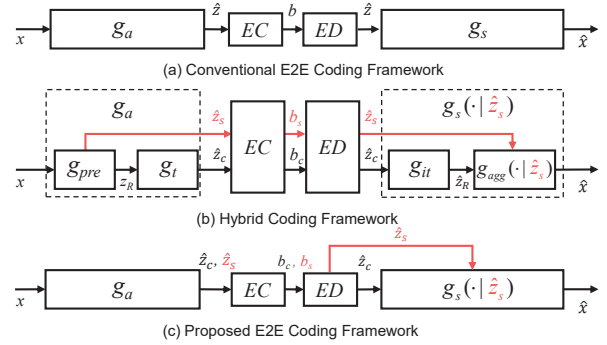 x g_a ẑ EC b ED ẑ g_s x̂
(a) Conventional E2E Coding Framework
g_a g_s(·|ẑ_s)
ẑ_s b_s ẑ_s
x g_pre z_R g_t ẑ_c EC b_c ED ẑ_c g_it ẑ_R g_agg(·|ẑ_s) x̂
(b) Hybrid Coding Framework
ẑ_s
x g_a ẑ_c, ẑ_s EC b_c, b_s ED ẑ_c g_s(·|ẑ_s) x̂
(c) Proposed E2E Coding Framework